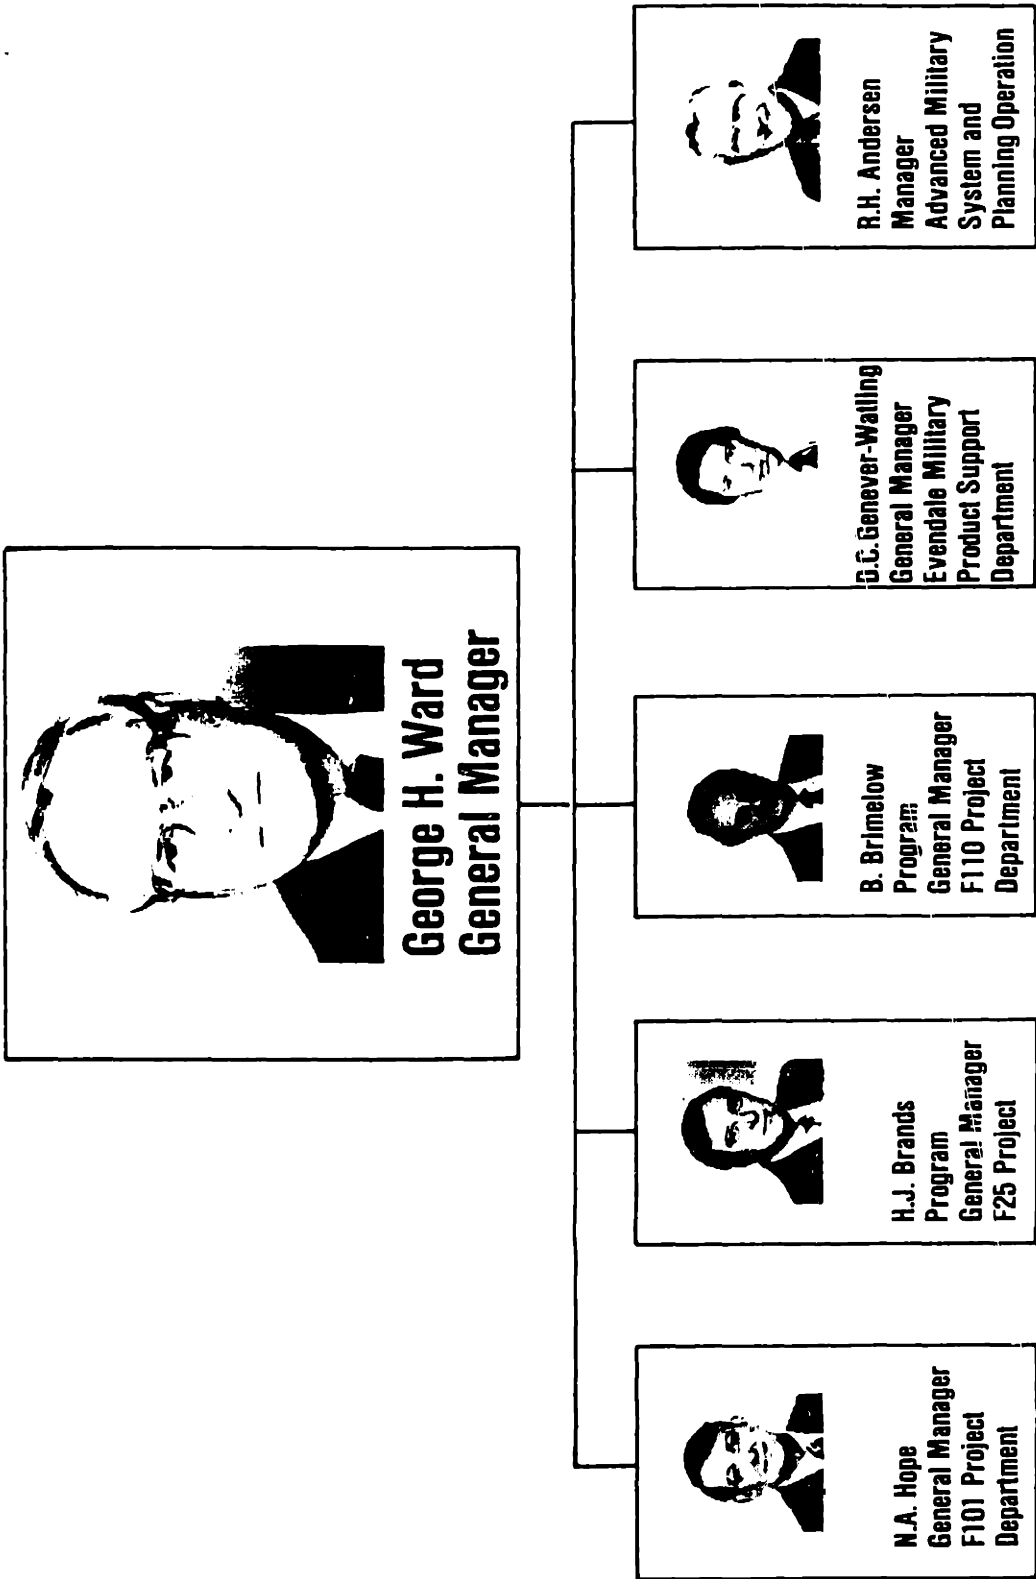 George H. Ward
General Manager
N.A. Hope
General Manager
F101 Project
Department
H.J. Brands
Program
General Manager
F25 Project
B. Brimelow
Program
General Manager
F110 Project
Department
D.C. Genever-Watling
General Manager
Evendale Military
Product Support
Department
R.H. Andersen
Manager
Advanced Military
System and
Planning Operation